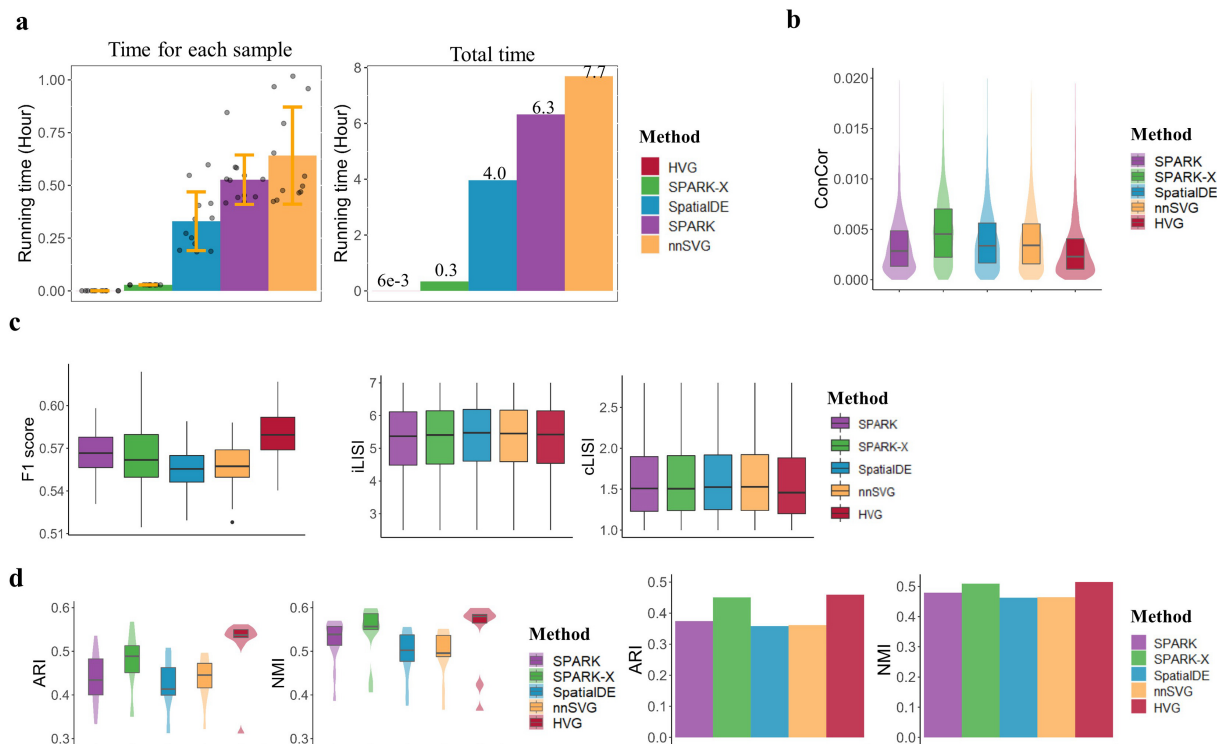 a
Time for each sample
Running time (Hour)
1.00
0.75
0.50
0.25
0.00
Total time
Running time (Hour)
8
6
4
2
0
6e-3
0.3
4.0
6.3
7.7
Method
HVG
SPARK-X
SpatialDE
SPARK
nnSVG
b
ConCor
0.020
0.015
0.010
0.005
0.000
Method
SPARK
SPARK-X
SpatialDE
nnSVG
HVG
c
F1 score
0.60
0.57
0.54
0.51
iLISI
7
6
5
4
3
cLISI
2.5
2.0
1.5
1.0
Method
SPARK
SPARK-X
SpatialDE
nnSVG
HVG
d
ARI
0.6
0.5
0.4
0.3
NMI
0.6
0.5
0.4
0.3
Method
SPARK
SPARK-X
SpatialDE
nnSVG
HVG
ARI
0.5
0.4
0.3
0.2
0.1
0.0
NMI
0.5
0.4
0.3
0.2
0.1
0.0
Method
SPARK
SPARK-X
SpatialDE
nnSVG
HVG